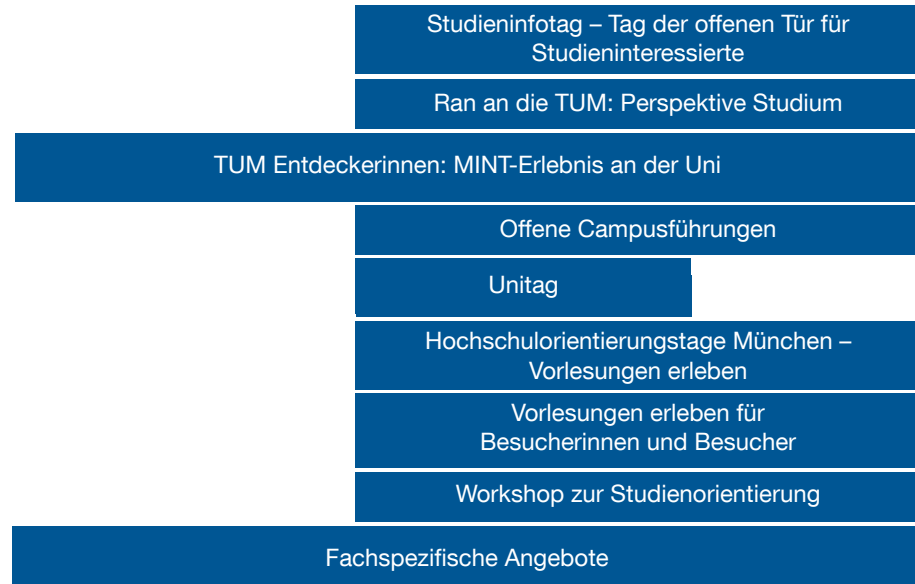 Studieninfotag – Tag der offenen Tür für
Studieninteressierte
Ran an die TUM: Perspektive Studium
TUM Entdeckerinnen: MINT-Erlebnis an der Uni
Offene Campusführungen
Unitag
Hochschulorientierungstage München –
Vorlesungen erleben
Vorlesungen erleben für
Besucherinnen und Besucher
Workshop zur Studienorientierung
Fachspezifische Angebote